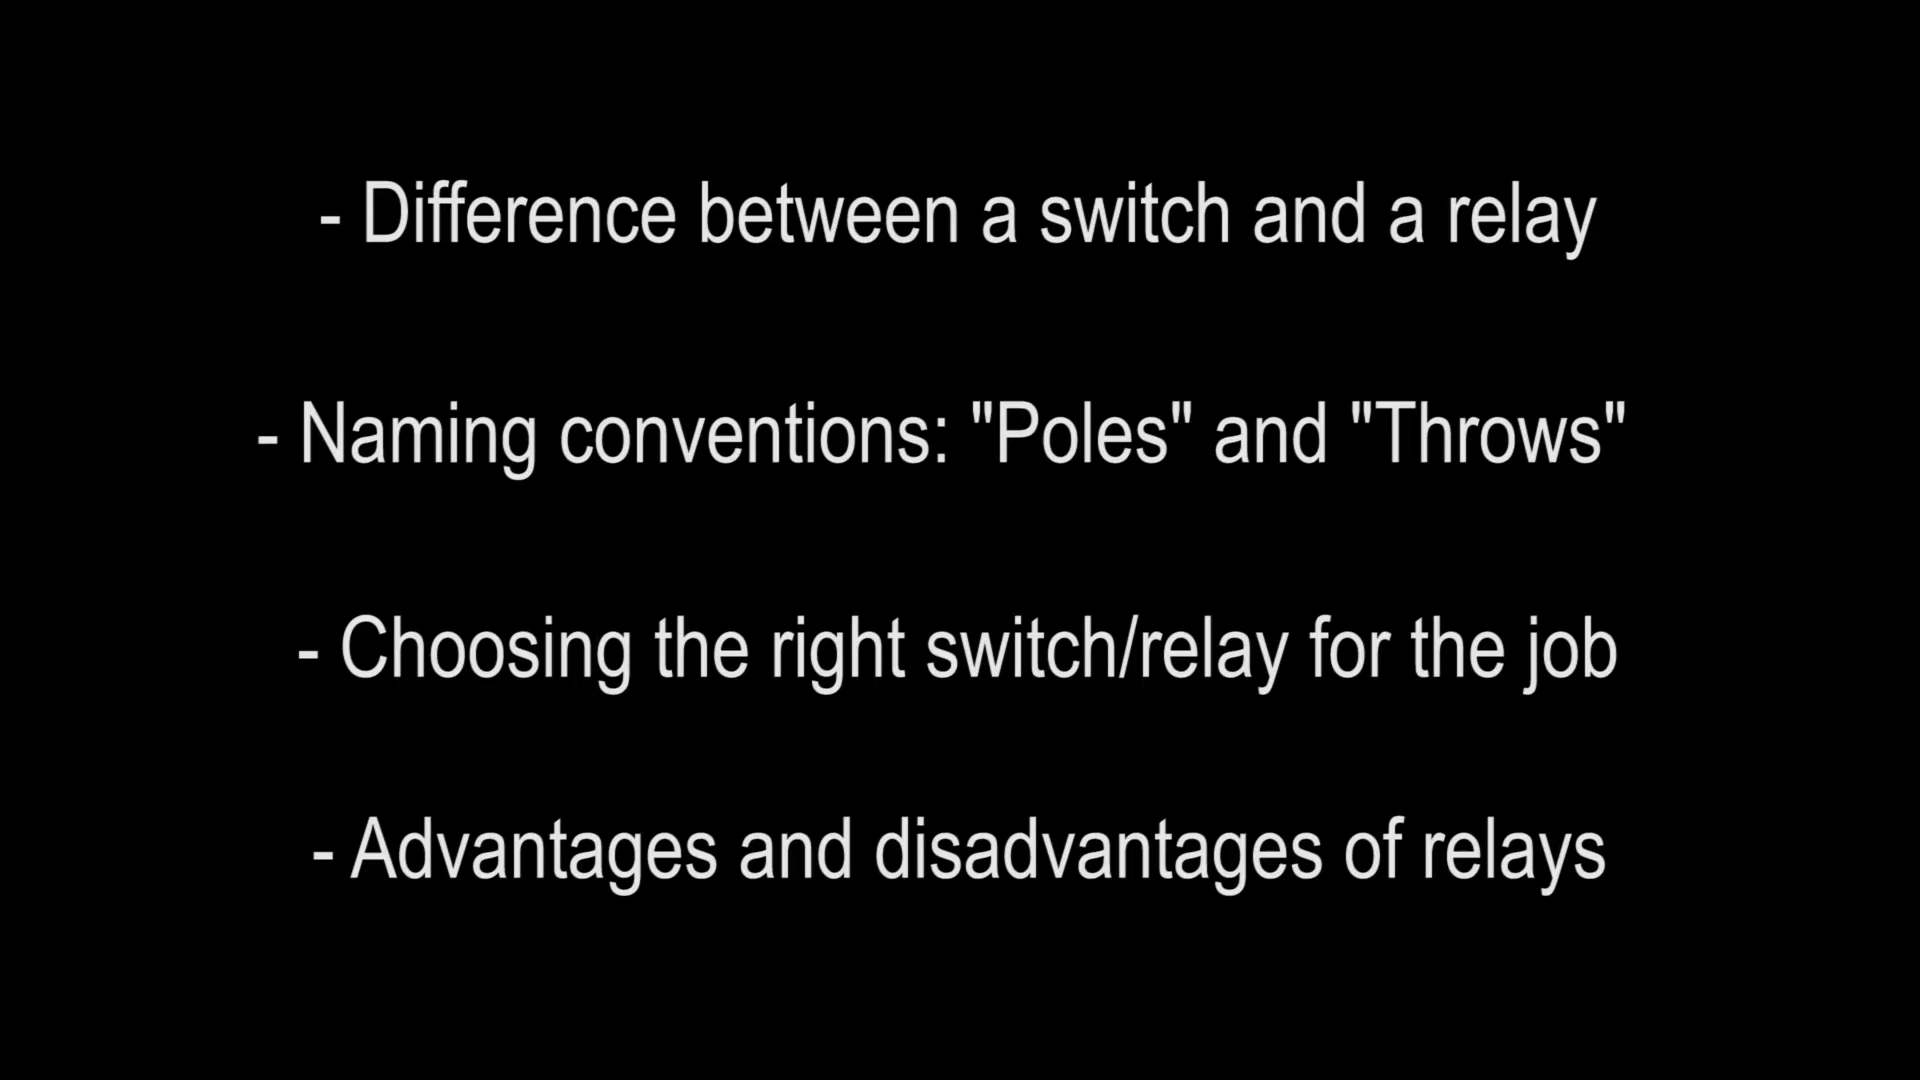 - Difference between a switch and a relay
- Naming conventions: "Poles" and "Throws"
- Choosing the right switch/relay for the job
- Advantages and disadvantages of relays